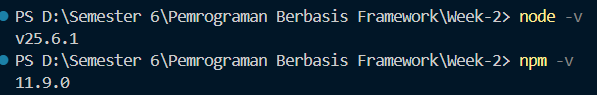 PS D:\Semester 6\Pemrograman Berbasis Framework\Week-2> node -v
v25.6.1
PS D:\Semester 6\Pemrograman Berbasis Framework\Week-2> npm -v
11.9.0